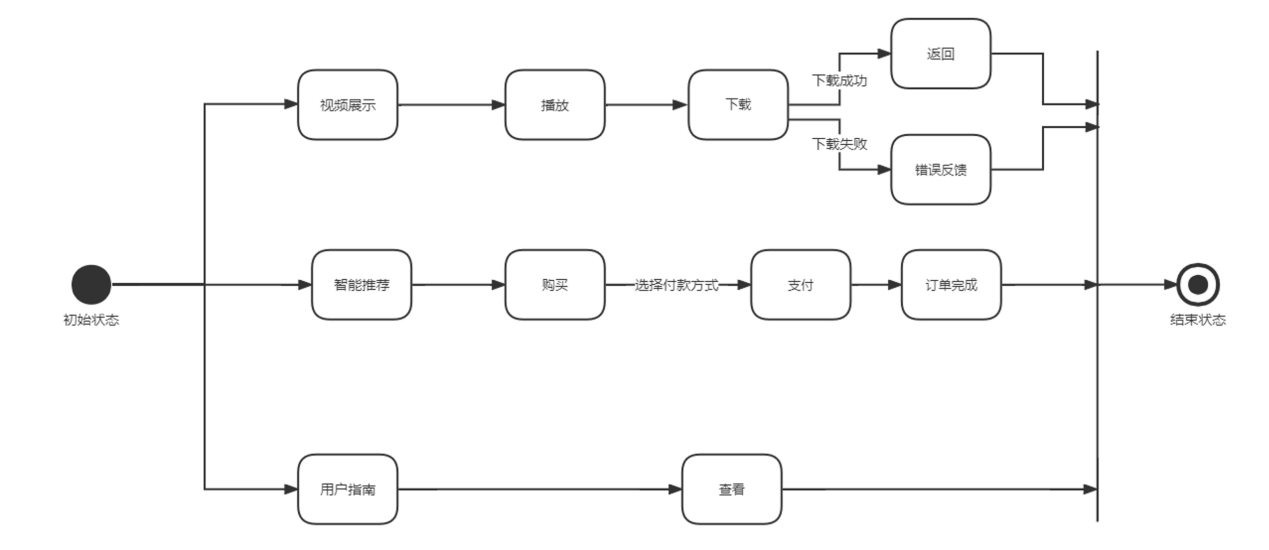 返回
下载成功
视频展示
播放
下载
下载失败
错误反馈
初始状态
智能推荐
购买
选择付款方式
支付
订单完成
结束状态
用户指南
查看